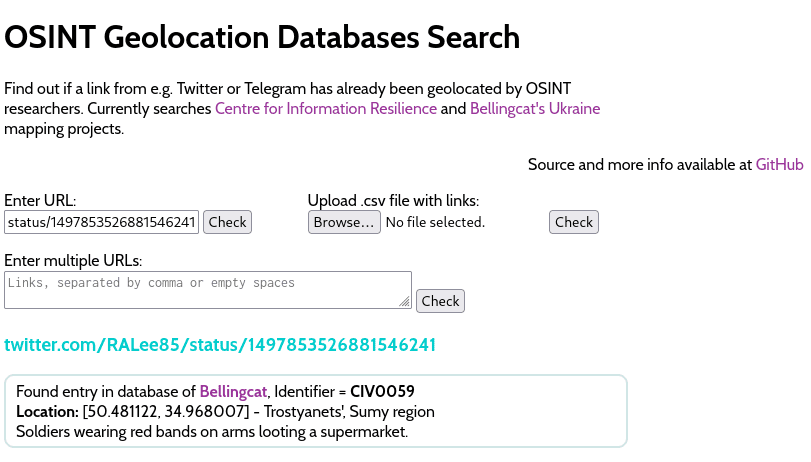 OSINT Geolocation Databases Search
Find out if a link from e.g. Twitter or Telegram has already been geolocated by OSINT
researchers. Currently searches Centre for Information Resilience and Bellingcat's Ukraine
mapping projects.
Source and more info available at GitHub
Enter URL:
status/1497853526881546241 Check
Upload .csv file with links:
Browse... No file selected. Check
Enter multiple URLs:
Links, separated by comma or empty spaces Check
twitter.com/RALee85/status/1497853526881546241
Found entry in database of Bellingcat, Identifier = CIV0059
Location: [50.481122, 34.968007] - Trostyanets', Sumy region
Soldiers wearing red bands on arms looting a supermarket.